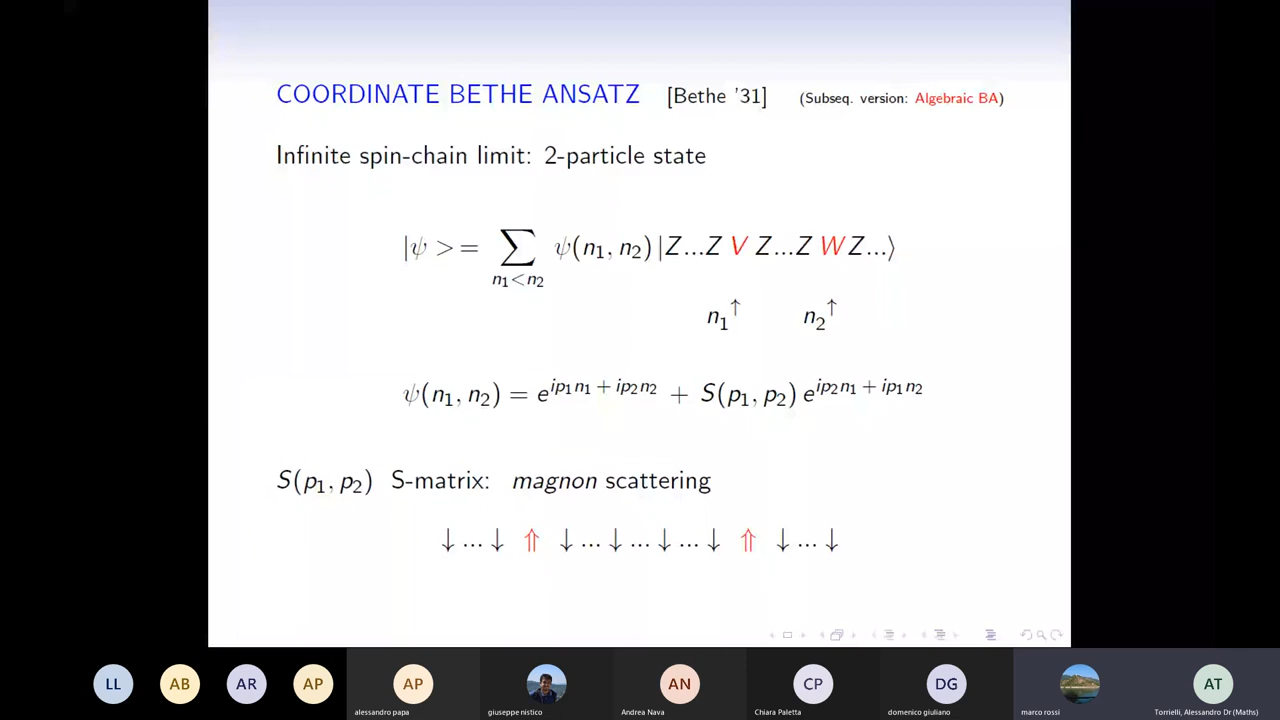 COORDINATE BETHE ANSATZ [Bethe '31] (Subseq. version: Algebraic BA)
Infinite spin-chain limit: 2-particle state
|ψ > = ∑ ψ(n₁, n₂) |Z...Z V Z...Z W Z...⟩
n₁<n₂
n₁↑ n₂↑
ψ(n₁, n₂) = e^{ip₁n₁ + ip₂n₂} + S(p₁, p₂) e^{ip₂n₁ + ip₁n₂}
S(p₁, p₂) S-matrix: magnon scattering
↓ ... ↓ ⇑ ↓ ... ↓ ... ↓ ... ↓ ⇑ ↓ ... ↓
LL AB AR AP AP AN CP DG AT
alessandro papa giuseppe nistico Andrea Nava Chiara Paletta domenico giuliano marco rossi Torrielli, Alessandro Dr (Maths)